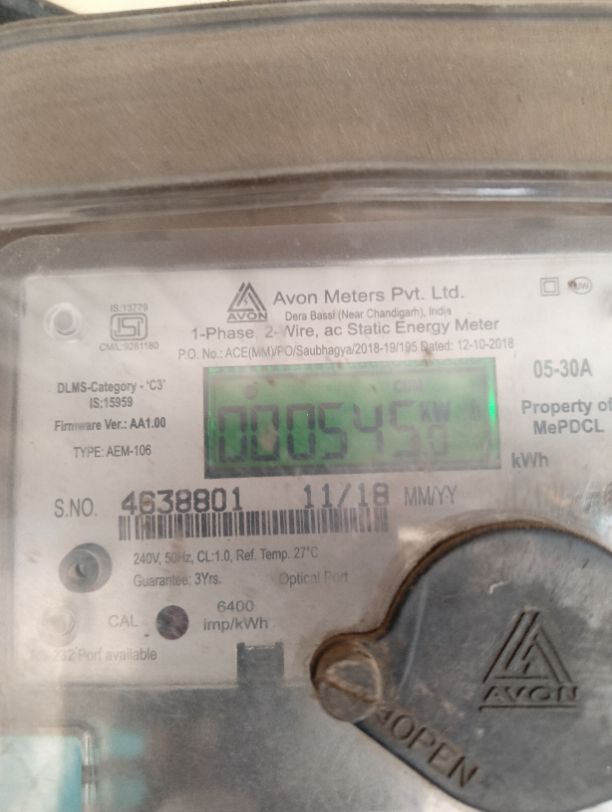 IS:13779
ISI
CM/L:9281180
AVON
Avon Meters Pvt. Ltd.
Dera Bassi (Near Chandigarh), India
1-Phase 2-Wire, ac Static Energy Meter
P.O. No.: ACE(MM)/PO/Saubhagya/2018-19/195 Dated: 12-10-2018
DLMS-Category - 'C3'
IS:15959
Firmware Ver.: AA1.00
TYPE: AEM-106
CUM
KW
05-30A
Property of
MePDCL
kWh
S.NO. 4638801 11/18 MM/YY
240V, 50Hz, CL:1.0, Ref. Temp. 27°C
Guarantee: 3Yrs. Optical Port
CAL 6400
imp/kWh
RS-232 Port available
AVON
OPEN